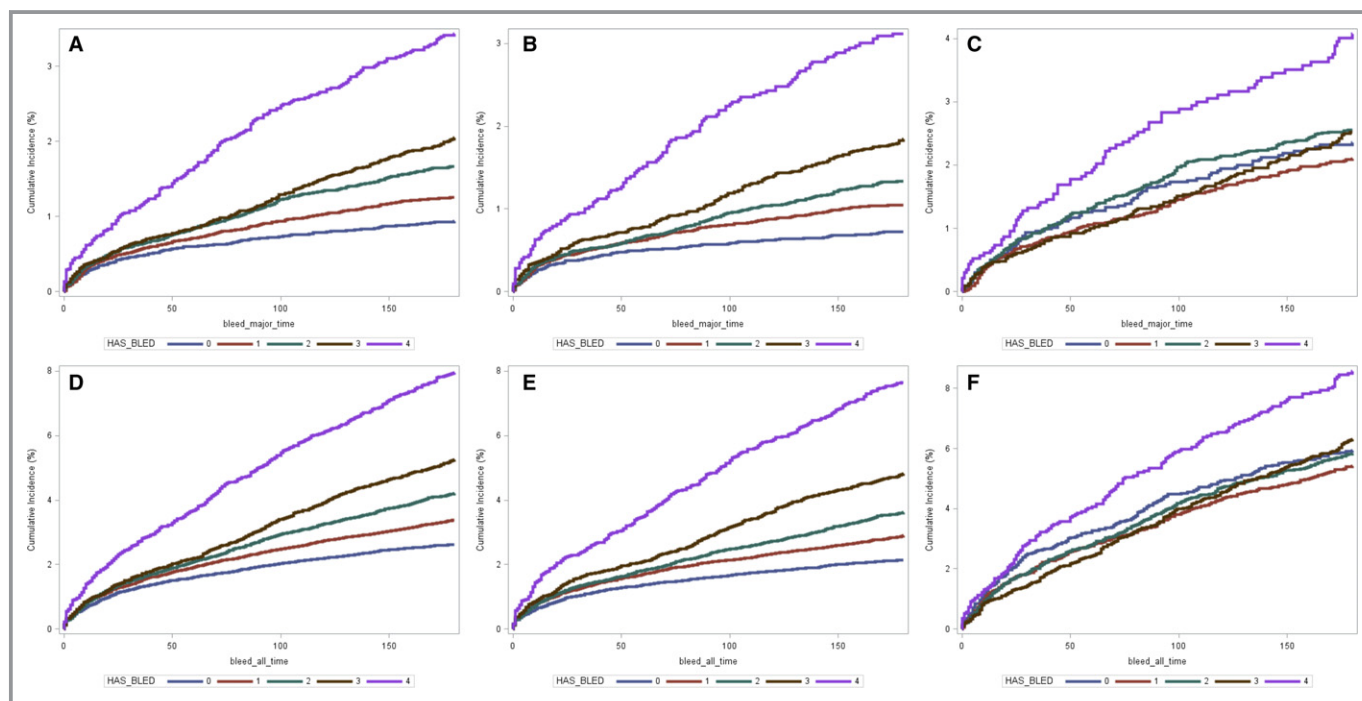 A
B
C
Cumulative Incidence (%)
Cumulative Incidence (%)
Cumulative Incidence (%)
3
2
1
0
3
2
1
0
4
3
2
1
0
0 50 100 150
0 50 100 150
0 50 100 150
bleed_major_time
bleed_major_time
bleed_major_time
HAS_BLED 0 1 2 3 4
HAS_BLED 0 1 2 3 4
HAS_BLED 0 1 2 3 4
D
E
F
Cumulative Incidence (%)
Cumulative Incidence (%)
Cumulative Incidence (%)
8
6
4
2
0
8
6
4
2
0
8
6
4
2
0
0 50 100 150
0 50 100 150
0 50 100 150
bleed_all_time
bleed_all_time
bleed_all_time
HAS_BLED 0 1 2 3 4
HAS_BLED 0 1 2 3 4
HAS_BLED 0 1 2 3 4